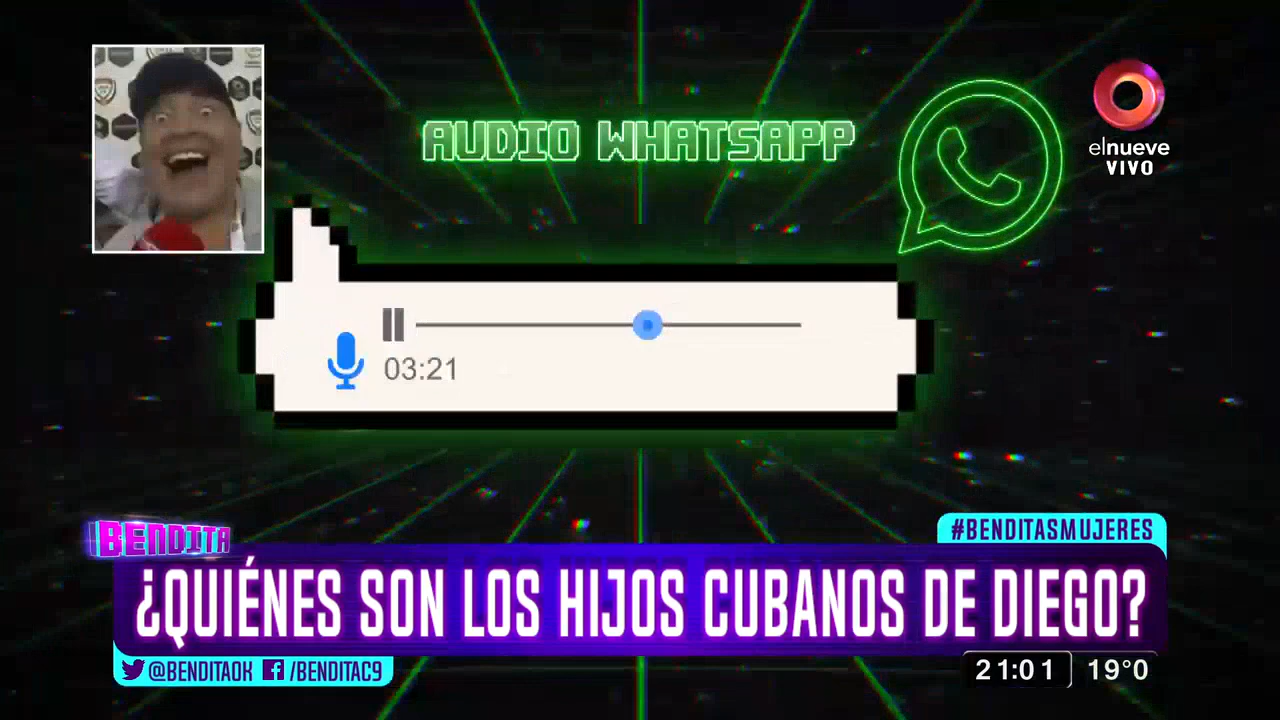 AUDIO WHATSAPP
elnueve
VIVO
03:21
BENDITA
#BENDITASMUJERES
¿QUIÉNES SON LOS HIJOS CUBANOS DE DIEGO?
@BENDITAOK /BENDITAC9
21:01 19°0